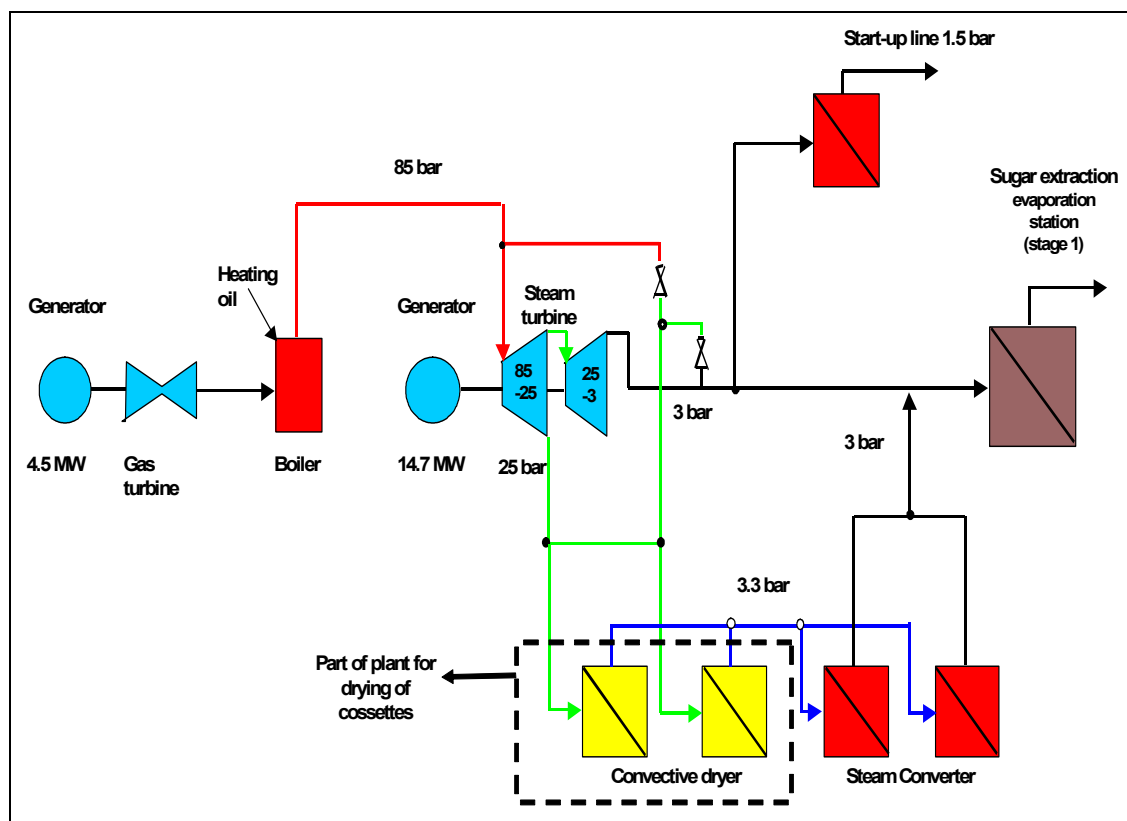 Start-up line 1.5 bar
85 bar
Sugar extraction
evaporation
station
(stage 1)
Heating
oil
Generator
Generator
Steam
turbine
85
-25
25
-3
3 bar
3 bar
4.5 MW
Gas
turbine
Boiler
14.7 MW
25 bar
3.3 bar
Part of plant for
drying of
cossettes
Convective dryer
Steam Converter